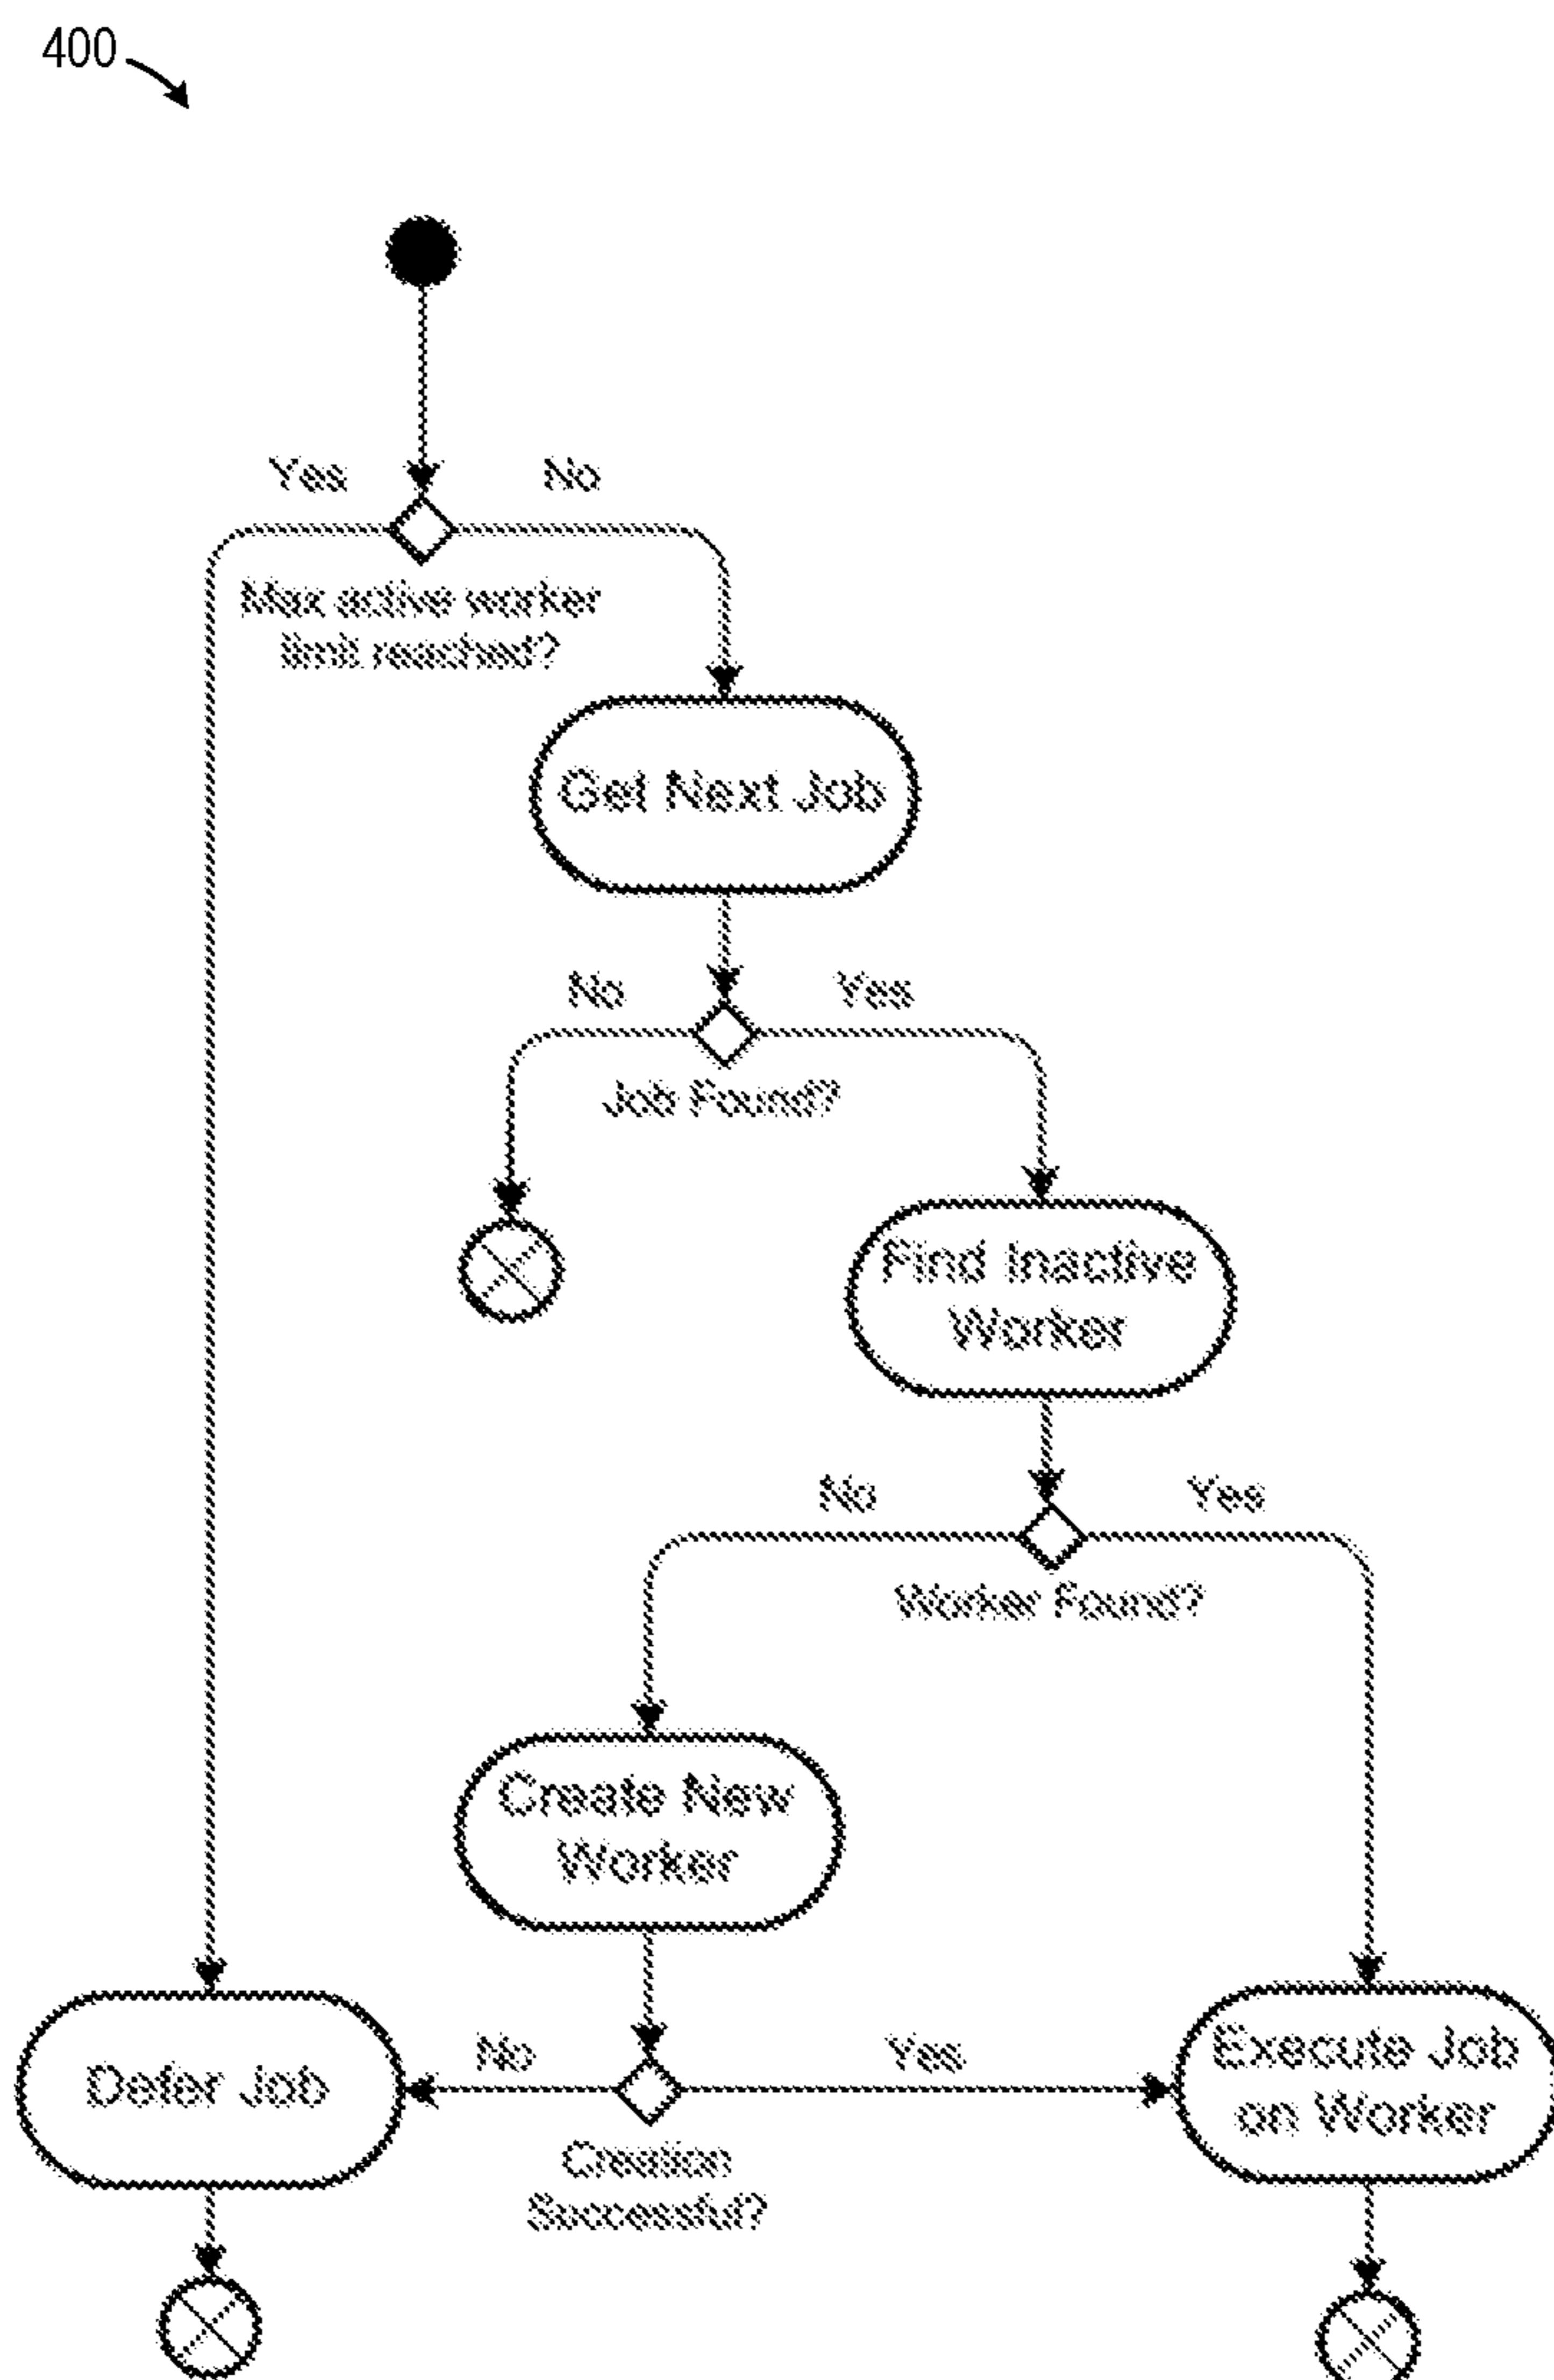 400
Yes
No
Max active worker
limit reached?
Get Next Job
No
Yes
Job Found?
Find Inactive
Worker
No
Yes
Worker Found?
Create New
Worker
Defer Job
No
Yes
Execute Job
on Worker
Creation
Successful?